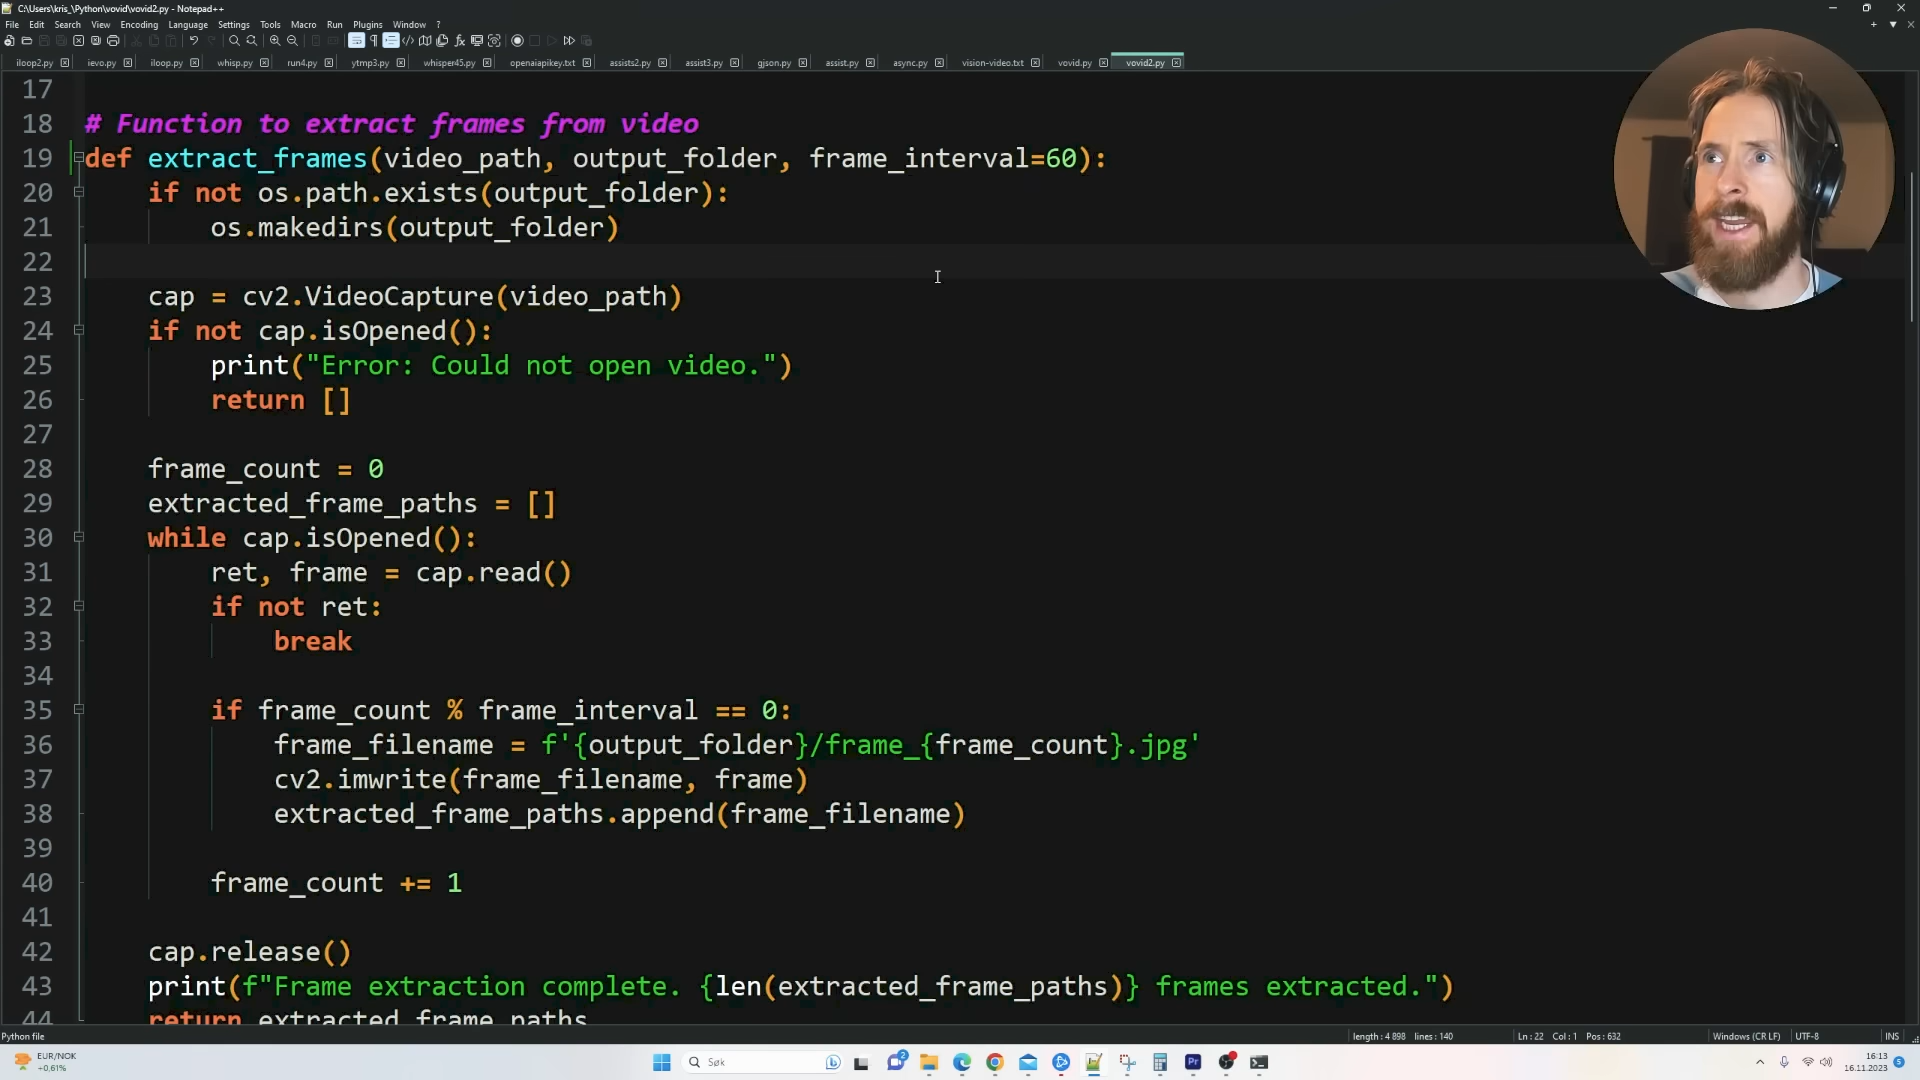 C:\Users\kris_\Python\vovid\vovid2.py - Notepad++
File Edit Search View Encoding Language Settings Tools Macro Run Plugins Window ?
iloop2.py ievo.py iloop.py whisp.py run4.py ytmp3.py whisper45.py openaiapikey.txt assists2.py assist3.py gjson.py assist.py async.py vision-video.txt vovid.py vovid2.py
17
18 # Function to extract frames from video
19 def extract_frames(video_path, output_folder, frame_interval=60):
20 if not os.path.exists(output_folder):
21 os.makedirs(output_folder)
22
23 cap = cv2.VideoCapture(video_path)
24 if not cap.isOpened():
25 print("Error: Could not open video.")
26 return []
27
28 frame_count = 0
29 extracted_frame_paths = []
30 while cap.isOpened():
31 ret, frame = cap.read()
32 if not ret:
33 break
34
35 if frame_count % frame_interval == 0:
36 frame_filename = f'{output_folder}/frame_{frame_count}.jpg'
37 cv2.imwrite(frame_filename, frame)
38 extracted_frame_paths.append(frame_filename)
39
40 frame_count += 1
41
42 cap.release()
43 print(f"Frame extraction complete. {len(extracted_frame_paths)} frames extracted.")
44 return extracted_frame_paths
Python file length : 4 898 lines : 140 Ln : 22 Col : 1 Pos : 632 Windows (CR LF) UTF-8 INS
EUR/NOK
+0,61%
Søk
2
16:13
16.11.2023
5